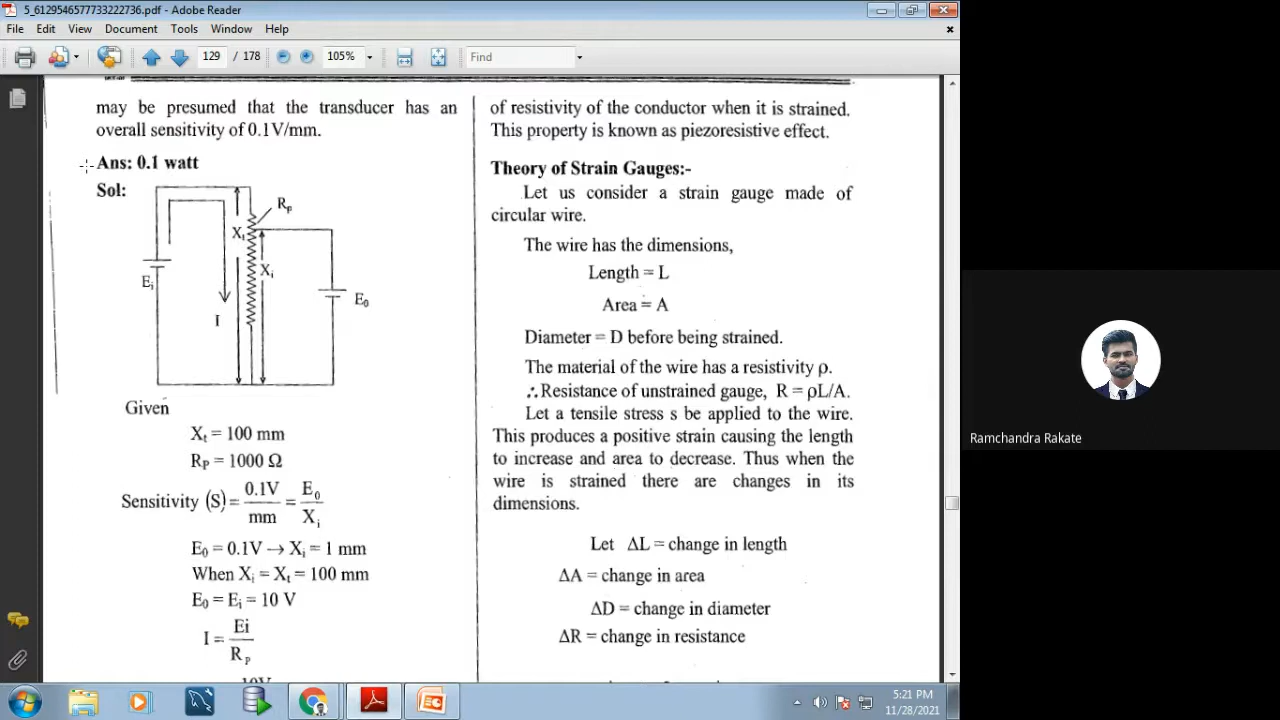 5_6129546577733222736.pdf - Adobe Reader
File Edit View Document Tools Window Help
129 / 178 105% Find
may be presumed that the transducer has an
overall sensitivity of 0.1V/mm.
Ans: 0.1 watt
Sol:
Rp
Xt
Xi
Ei
E0
I
Given
Xt = 100 mm
RP = 1000 Ω
Sensitivity (S) = 0.1V/mm = E0/Xi
E0 = 0.1V → Xi = 1 mm
When Xi = Xt = 100 mm
E0 = Ei = 10 V
I = Ei/Rp
10V
of resistivity of the conductor when it is strained.
This property is known as piezoresistive effect.
Theory of Strain Gauges:-
Let us consider a strain gauge made of
circular wire.
The wire has the dimensions,
Length = L
Area = A
Diameter = D before being strained.
The material of the wire has a resistivity ρ.
∴ Resistance of unstrained gauge, R = ρL/A.
Let a tensile stress s be applied to the wire.
This produces a positive strain causing the length
to increase and area to decrease. Thus when the
wire is strained there are changes in its
dimensions.
Let ΔL = change in length
ΔA = change in area
ΔD = change in diameter
ΔR = change in resistance
Ramchandra Rakate
5:21 PM
11/28/2021